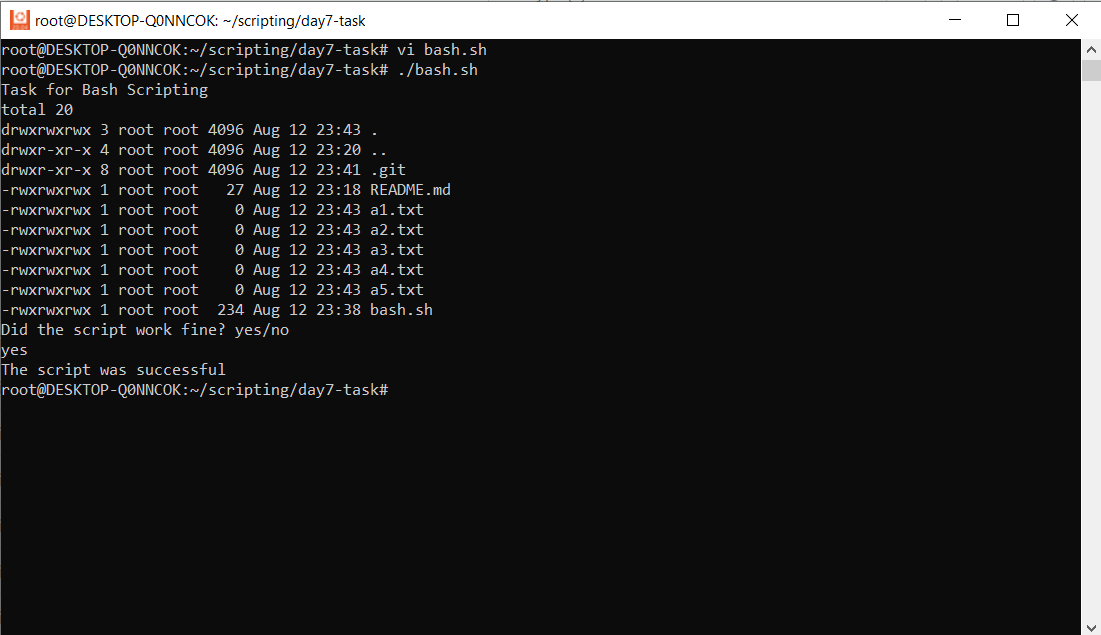 root@DESKTOP-Q0NNCOK: ~/scripting/day7-task
root@DESKTOP-Q0NNCOK:~/scripting/day7-task# vi bash.sh
root@DESKTOP-Q0NNCOK:~/scripting/day7-task# ./bash.sh
Task for Bash Scripting
total 20
drwxrwxrwx 3 root root 4096 Aug 12 23:43 .
drwxr-xr-x 4 root root 4096 Aug 12 23:20 ..
drwxr-xr-x 8 root root 4096 Aug 12 23:41 .git
-rwxrwxrwx 1 root root   27 Aug 12 23:18 README.md
-rwxrwxrwx 1 root root    0 Aug 12 23:43 a1.txt
-rwxrwxrwx 1 root root    0 Aug 12 23:43 a2.txt
-rwxrwxrwx 1 root root    0 Aug 12 23:43 a3.txt
-rwxrwxrwx 1 root root    0 Aug 12 23:43 a4.txt
-rwxrwxrwx 1 root root    0 Aug 12 23:43 a5.txt
-rwxrwxrwx 1 root root  234 Aug 12 23:38 bash.sh
Did the script work fine? yes/no
yes
The script was successful
root@DESKTOP-Q0NNCOK:~/scripting/day7-task#